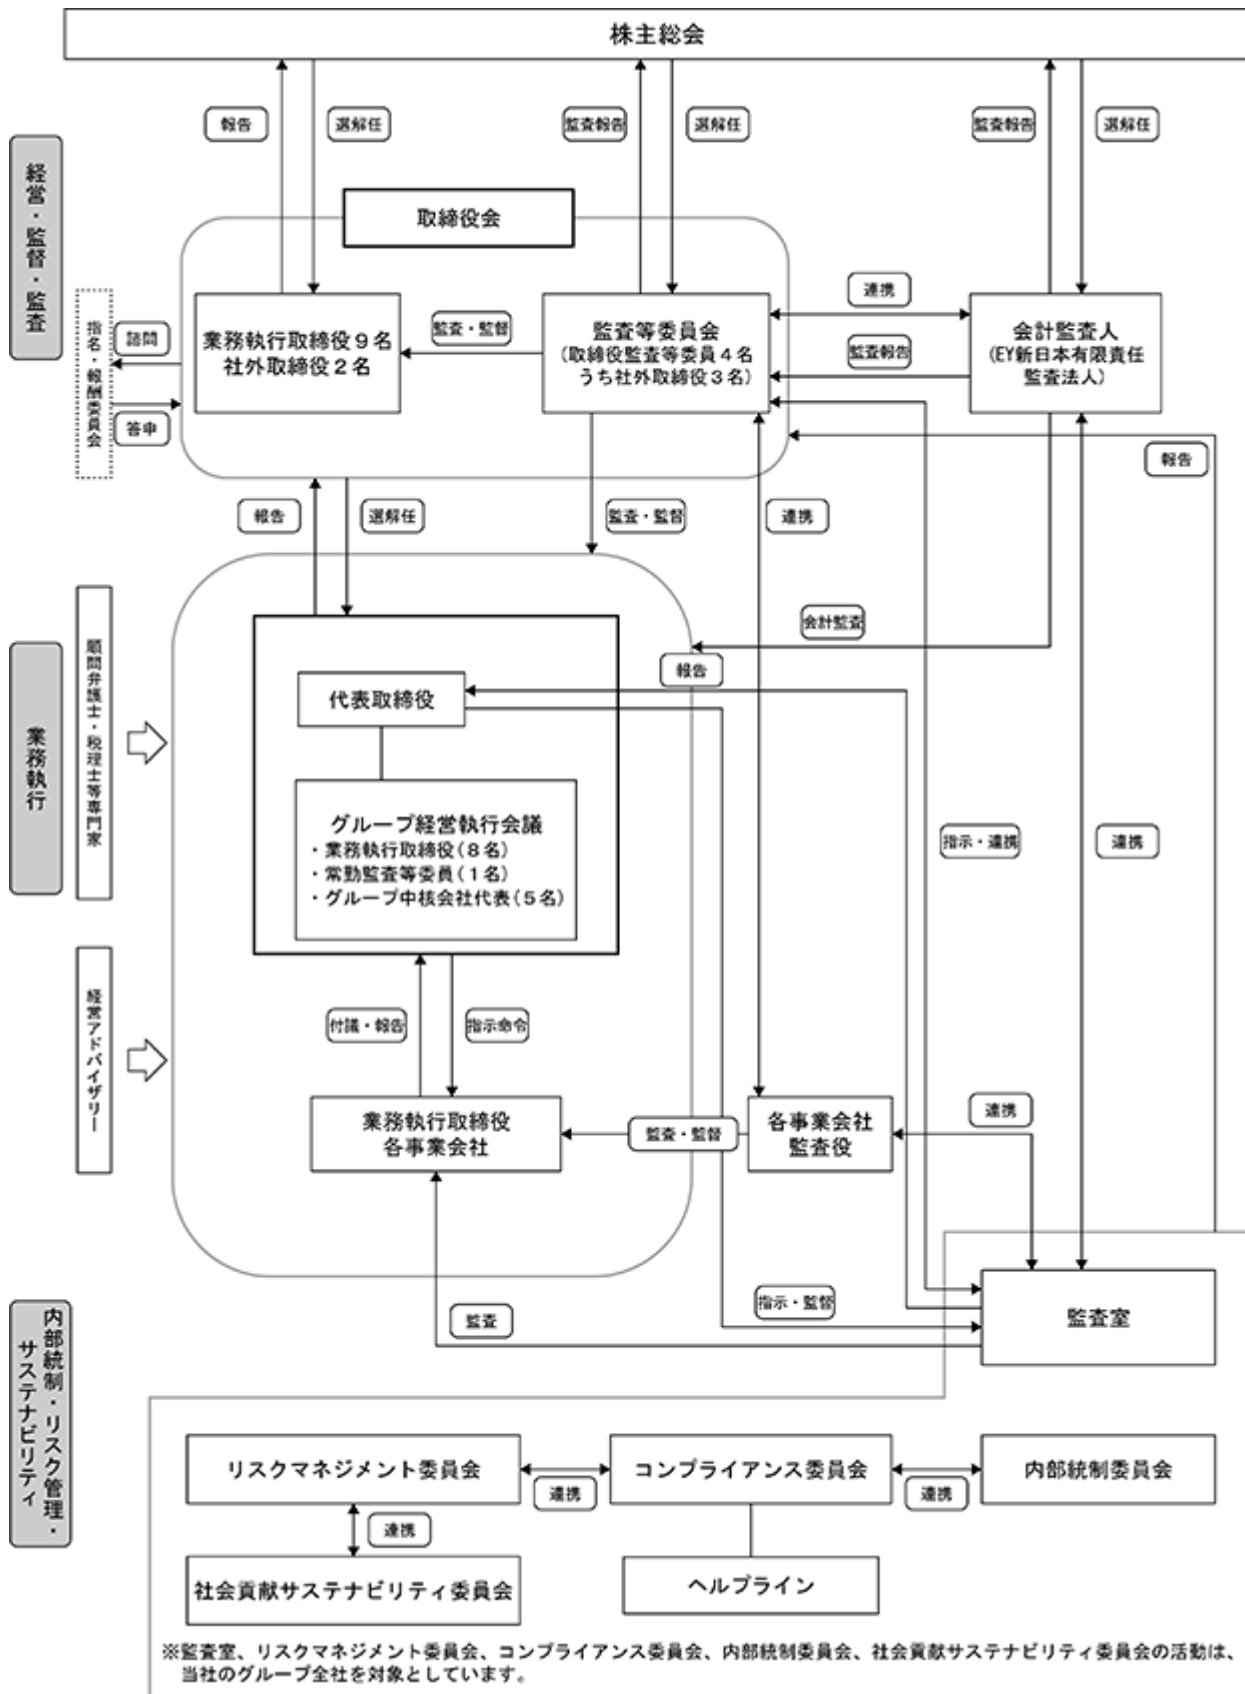 株主総会
報告
選解任
監査報告
選解任
監査報告
選解任
経営・監督・監査
取締役会
指名・報酬委員会
諮問
答申
業務執行取締役9名
社外取締役2名
監査・監督
監査等委員会
(取締役監査等委員4名
うち社外取締役3名)
連携
監査報告
会計監査人
(EY新日本有限責任
監査法人)
報告
報告
選解任
監査・監督
連携
業務執行
顧問弁護士・税理士等専門家
会計監査
報告
代表取締役
グループ経営執行会議
・業務執行取締役(8名)
・常勤監査等委員(1名)
・グループ中核会社代表(5名)
指示・連携
連携
経営アドバイザリー
付議・報告
指示命令
業務執行取締役
各事業会社
監査・監督
各事業会社
監査役
連携
内部統制・リスク管理・
サステナビリティ
監査
指示・監督
監査室
リスクマネジメント委員会
連携
コンプライアンス委員会
連携
内部統制委員会
連携
社会貢献サステナビリティ委員会
ヘルプライン
※監査室、リスクマネジメント委員会、コンプライアンス委員会、内部統制委員会、社会貢献サステナビリティ委員会の活動は、
当社のグループ全社を対象としています。